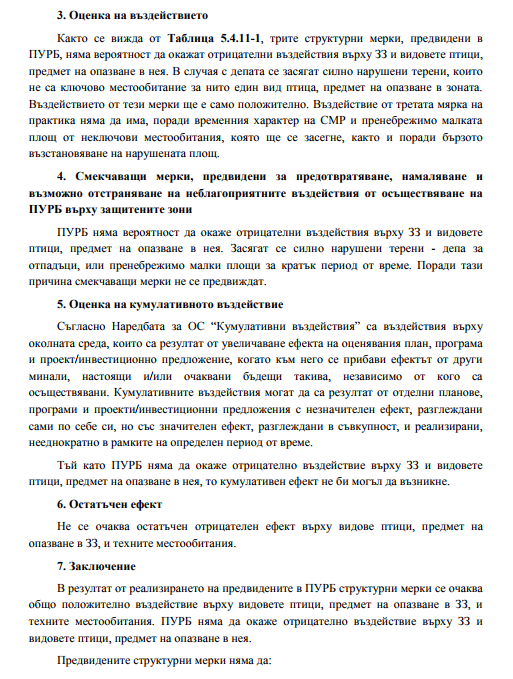 3. Оценка на въздействието
Както се вижда от Таблица 5.4.11-1, трите структурни мерки, предвидени в
ПУРБ, няма вероятност да окажат отрицателни въздействия върху ЗЗ и видовете птици,
предмет на опазване в нея. В случая с депата се засягат силно нарушени терени, които
не са ключово местообитание за нито един вид птица, предмет на опазване в зоната.
Въздействието от тези мерки ще е само положително. Въздействие от третата мярка на
практика няма да има, поради временния характер на СМР и пренебрежимо малката
площ от неключови местообитания, която ще се засегне, както и поради бързото
възстановяване на нарушената площ.
4. Смекчаващи мерки, предвидени за предотвратяване, намаляване и
възможно отстраняване на неблагоприятните въздействия от осъществяване на
ПУРБ върху защитените зони
ПУРБ няма вероятност да окаже отрицателни въздействия върху ЗЗ и видовете
птици, предмет на опазване в нея. Засягат се силно нарушени терени - депа за
отпадъци, или пренебрежимо малки площи за кратък период от време. Поради тази
причина смекчаващи мерки не се предвиждат.
5. Оценка на кумулативното въздействие
Съгласно Наредбата за ОС “Кумулативни въздействия” са въздействия върху
околната среда, които са резултат от увеличаване ефекта на оценявания план, програма
и проект/инвестиционно предложение, когато към него се прибави ефектът от други
минали, настоящи и/или очаквани бъдещи такива, независимо от кого са
осъществявани. Кумулативните въздействия могат да са резултат от отделни планове,
програми и проекти/инвестиционни предложения с незначителен ефект, разглеждани
сами по себе си, но със значителен ефект, разглеждани в съвкупност, и реализирани,
нееднократно в рамките на определен период от време.
Тъй като ПУРБ няма да окаже отрицателно въздействие върху ЗЗ и видовете
птици, предмет на опазване в нея, то кумулативен ефект не би могъл да възникне.
6. Остатъчен ефект
Не се очаква остатъчен отрицателен ефект върху видове птици, предмет на
опазване в ЗЗ, и техните местообитания.
7. Заключение
В резултат от реализирането на предвидените в ПУРБ структурни мерки се очаква
общо положително въздействие върху видовете птици, предмет на опазване в ЗЗ, и
техните местообитания. ПУРБ няма да окаже отрицателно въздействие върху ЗЗ и
видовете птици, предмет на опазване в нея.
Предвидените структурни мерки няма да: